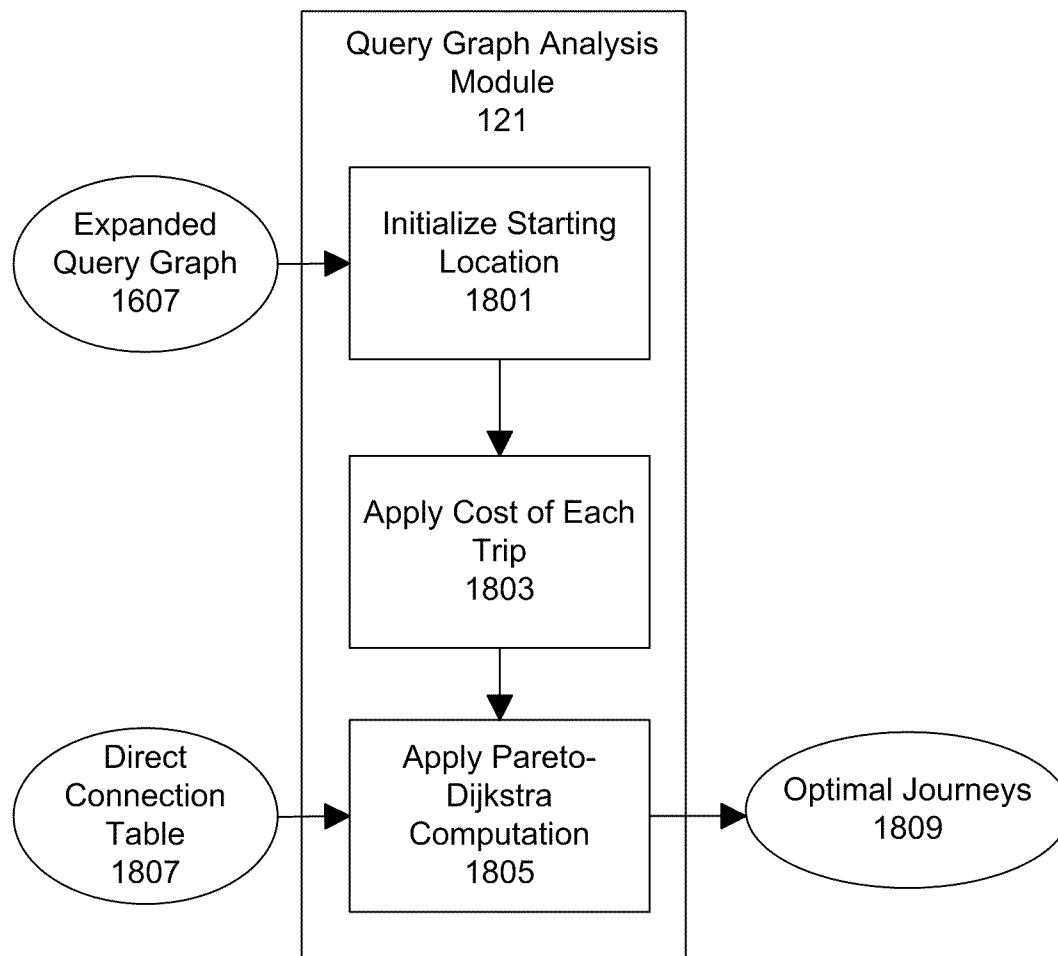 Query Graph Analysis
Module
121
Expanded
Query Graph
1607
Initialize Starting
Location
1801
Apply Cost of Each
Trip
1803
Direct
Connection
Table
1807
Apply Pareto-
Dijkstra
Computation
1805
Optimal Journeys
1809